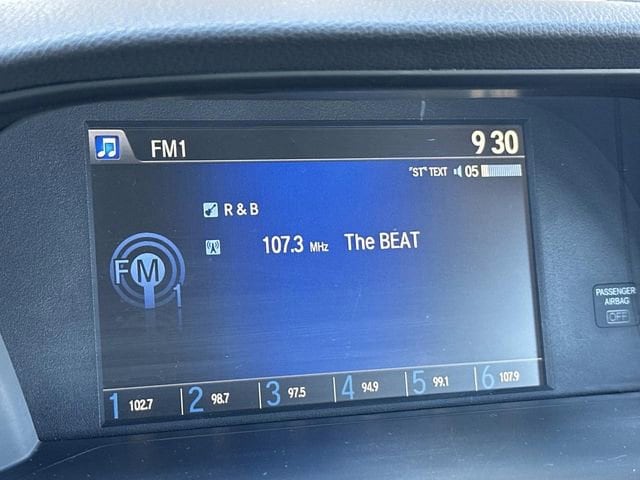 FM1 9 30
"ST" TEXT 05
R & B
107.3 MHz The BEAT
FM 1
PASSENGER
AIRBAG
OFF
1 102.7 2 98.7 3 97.5 4 94.9 5 99.1 6 107.9